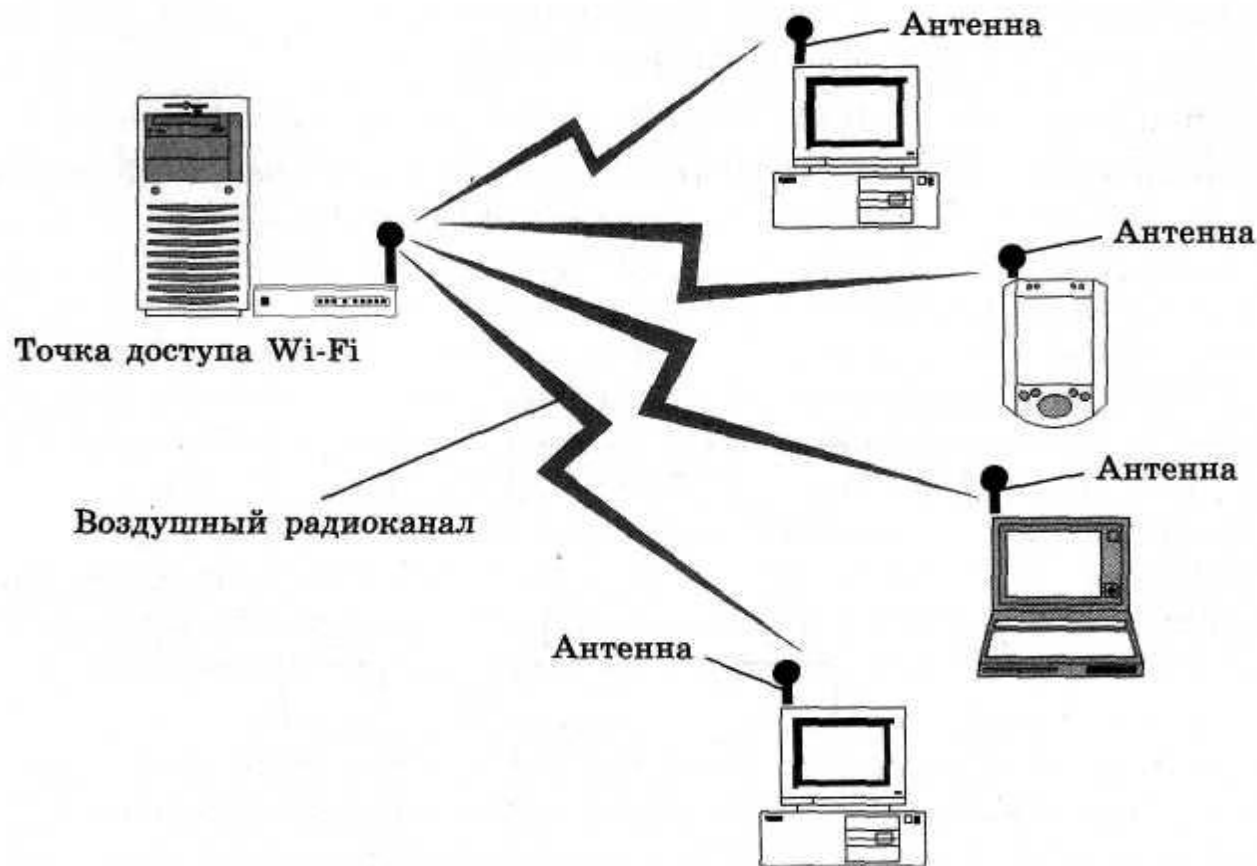 Антенна
Антенна
Точка доступа Wi-Fi
Антенна
Воздушный радиоканал
Антенна